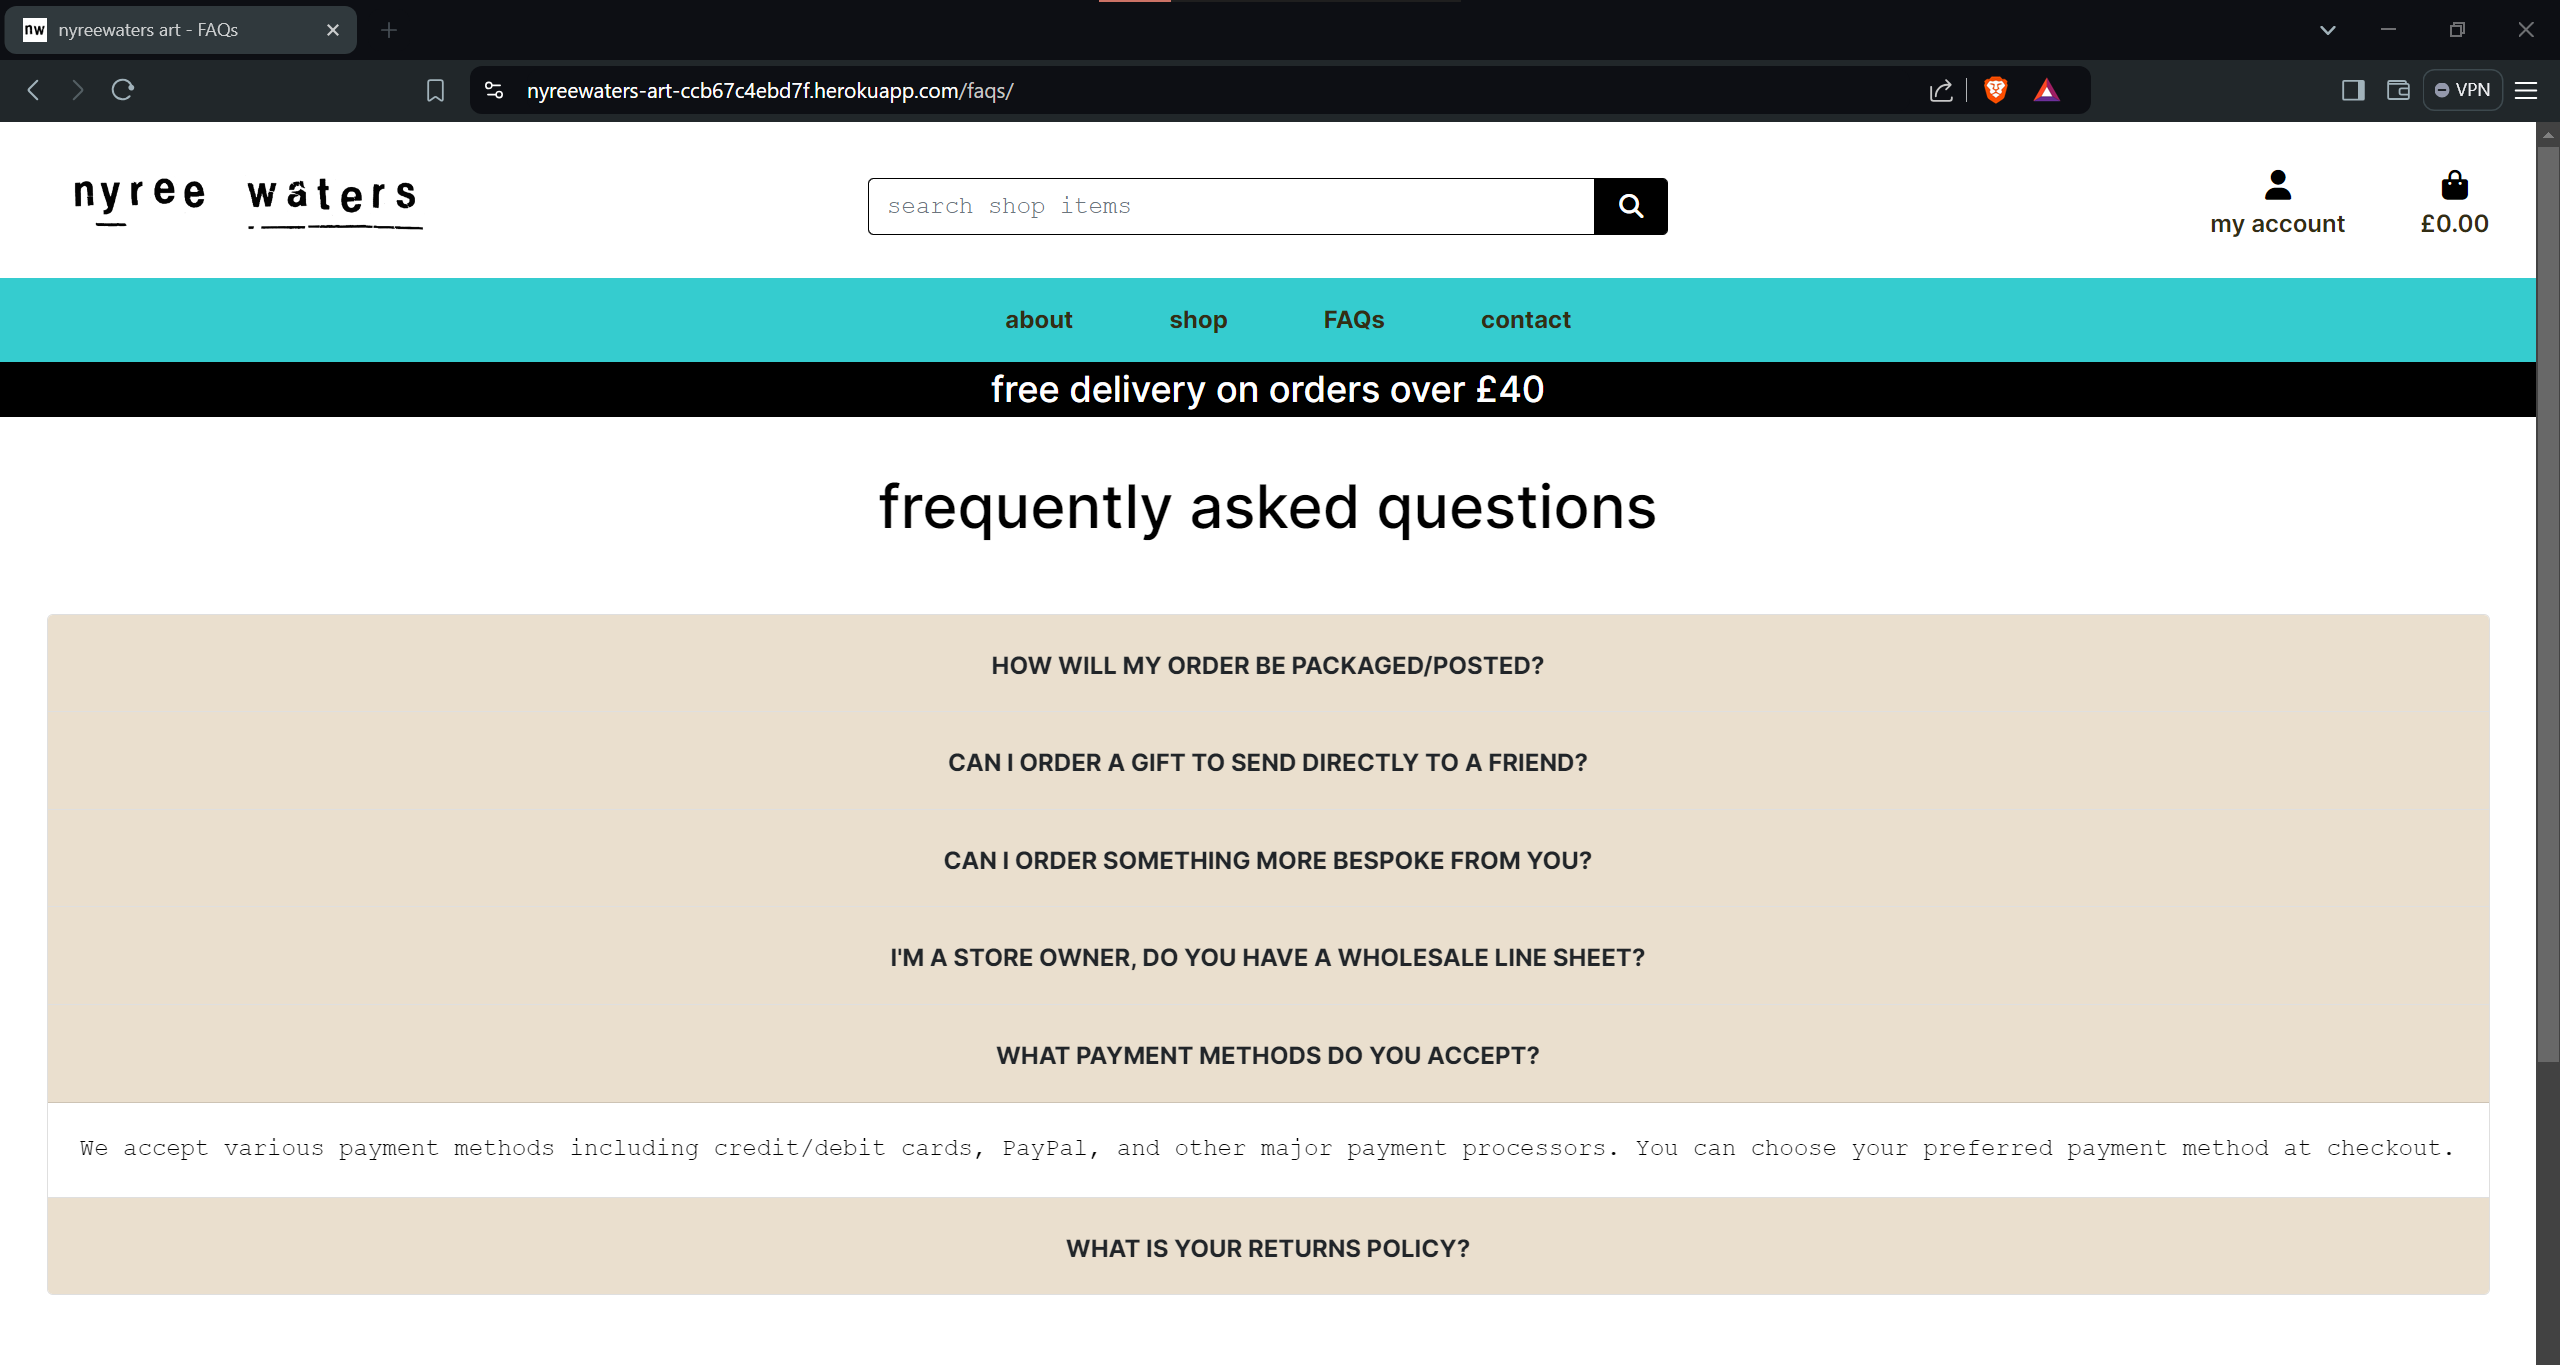 nw nyreewaters art - FAQs
nyreewaters-art-ccb67c4ebd7f.herokuapp.com/faqs/
VPN
nyree waters
search shop items
my account
£0.00
about shop FAQs contact
free delivery on orders over £40
frequently asked questions
HOW WILL MY ORDER BE PACKAGED/POSTED?
CAN I ORDER A GIFT TO SEND DIRECTLY TO A FRIEND?
CAN I ORDER SOMETHING MORE BESPOKE FROM YOU?
I'M A STORE OWNER, DO YOU HAVE A WHOLESALE LINE SHEET?
WHAT PAYMENT METHODS DO YOU ACCEPT?
We accept various payment methods including credit/debit cards, PayPal, and other major payment processors. You can choose your preferred payment method at checkout.
WHAT IS YOUR RETURNS POLICY?